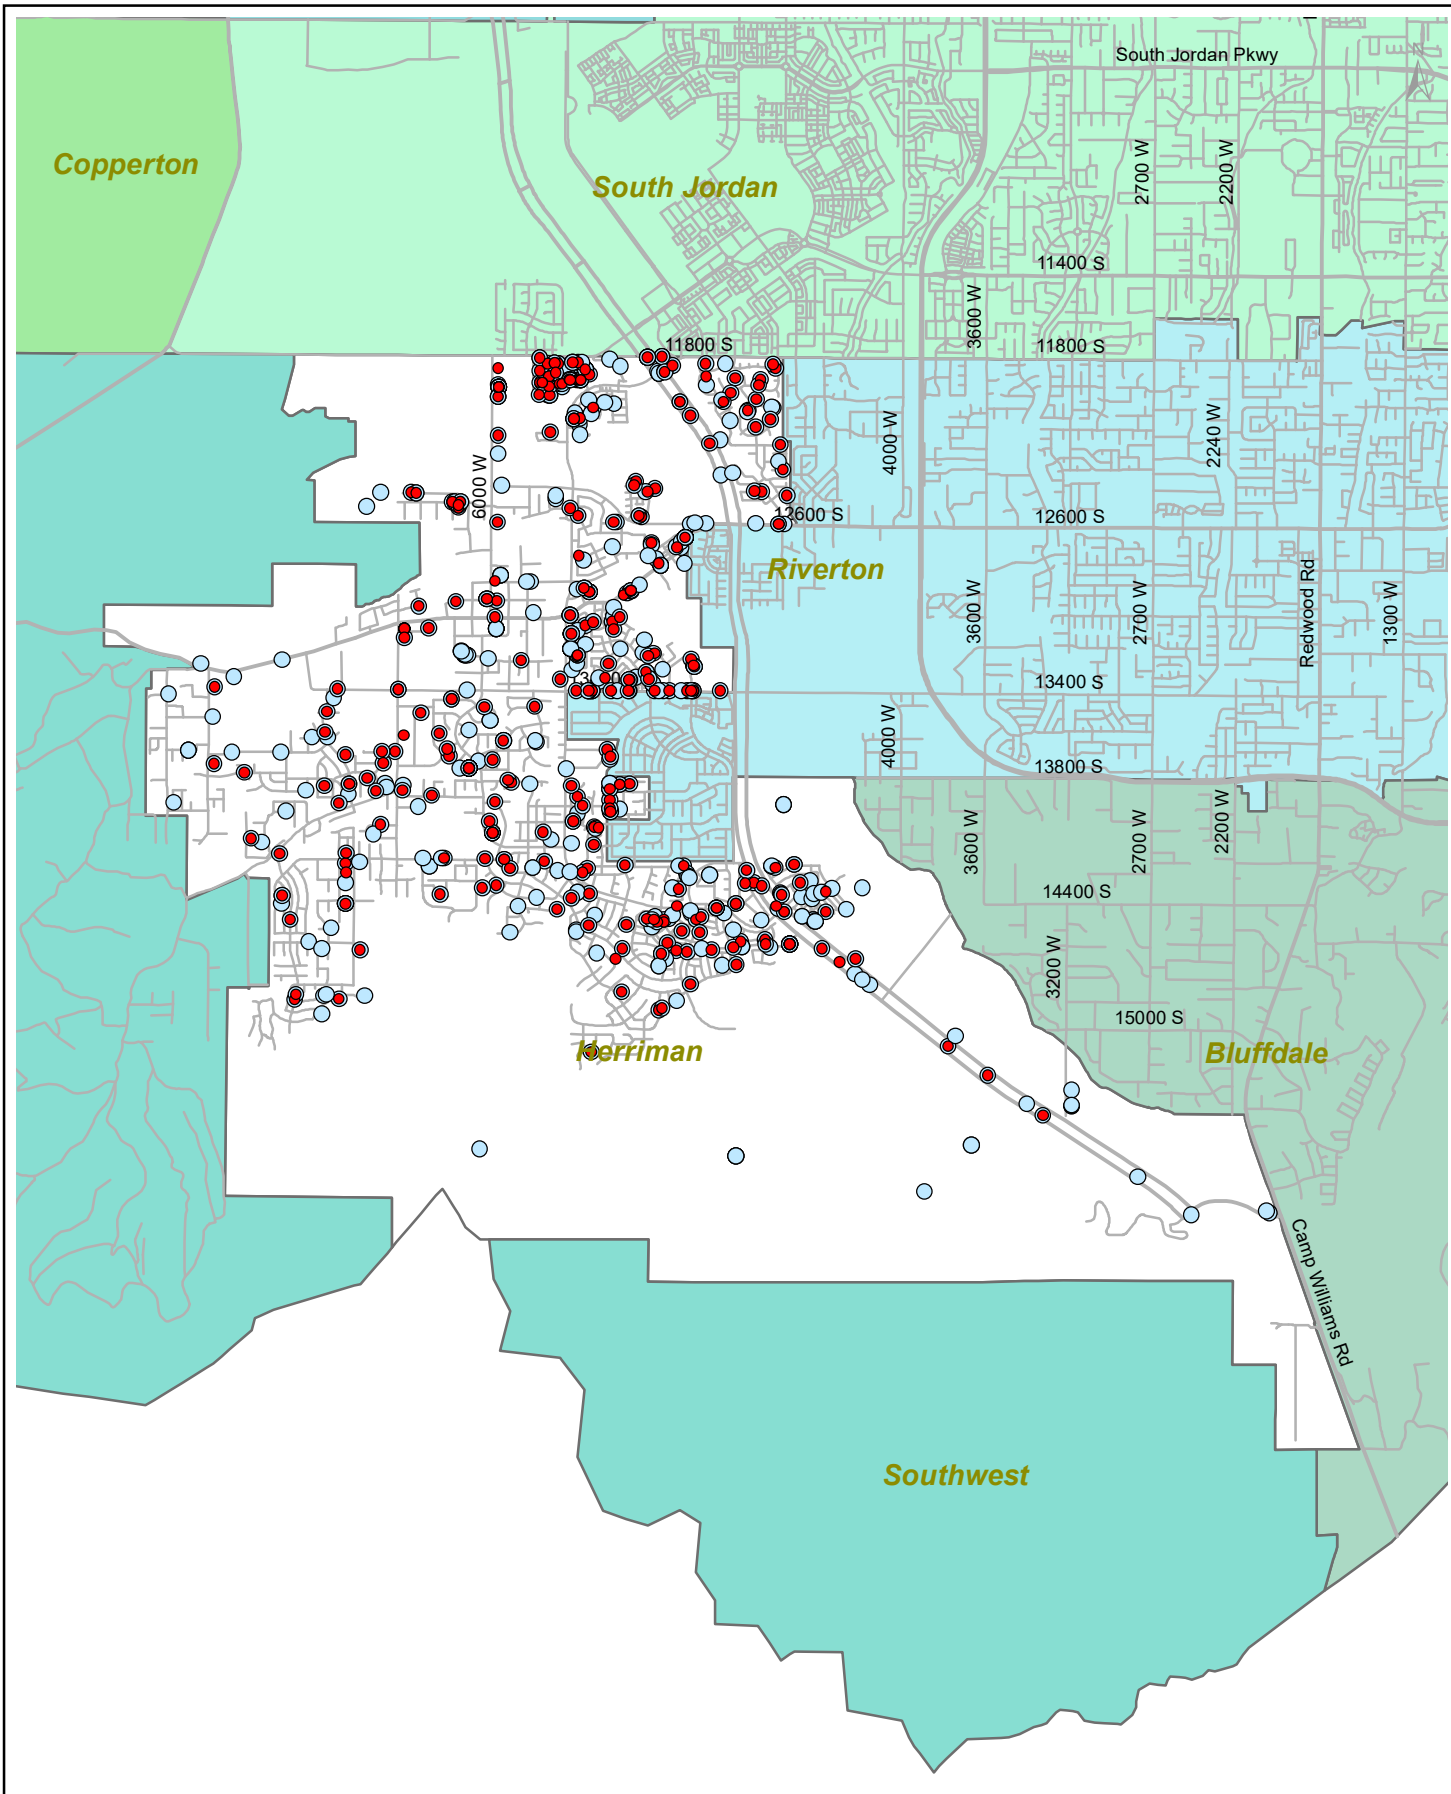 South Jordan Pkwy
Copperton
South Jordan
2700 W
2200 W
11400 S
3600 W
11800 S
11800 S
4000 W
2240 W
6000 W
12600 S
12600 S
Riverton
3600 W
2700 W
Redwood Rd
1300 W
13400 S
4000 W
13800 S
3600 W
2700 W
2200 W
14400 S
3200 W
15000 S
Herriman
Bluffdale
Camp Williams Rd
Southwest